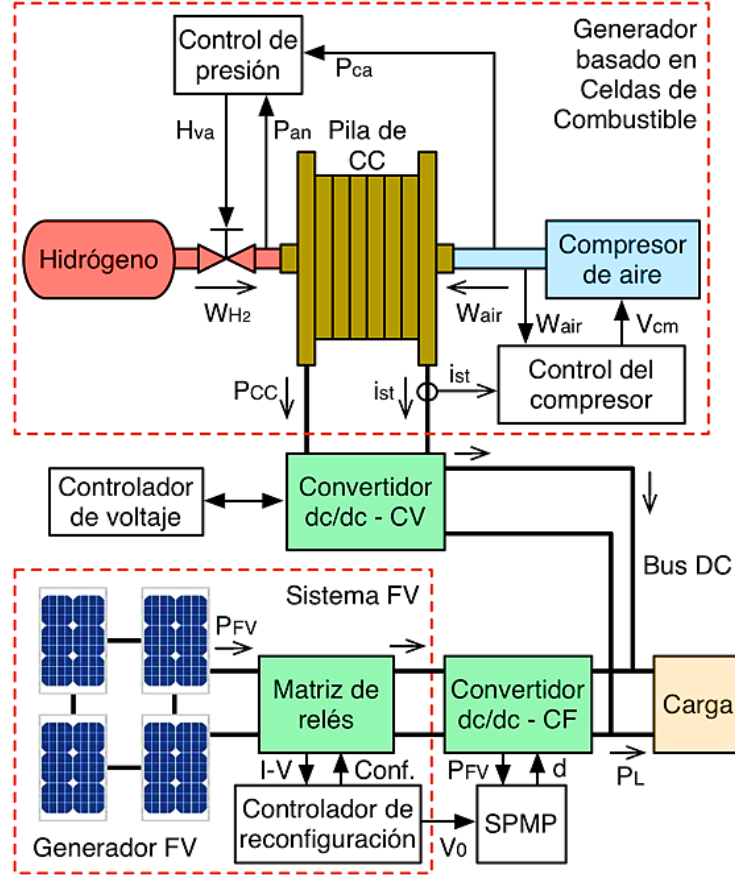 Control de
presión
Generador
basado en
Celdas de
Combustible
Pca
Hva
Pan
Pila de
CC
Hidrógeno
Compresor
de aire
WH2
Wair
Wair
Vcm
PCC
ist
ist
Control del
compresor
Controlador
de voltaje
Convertidor
dc/dc - CV
Bus DC
Sistema FV
PFV
Matriz de
relés
Convertidor
dc/dc - CF
Carga
I-V
Conf.
PFV
d
PL
Controlador de
reconfiguración
V0
SPMP
Generador FV